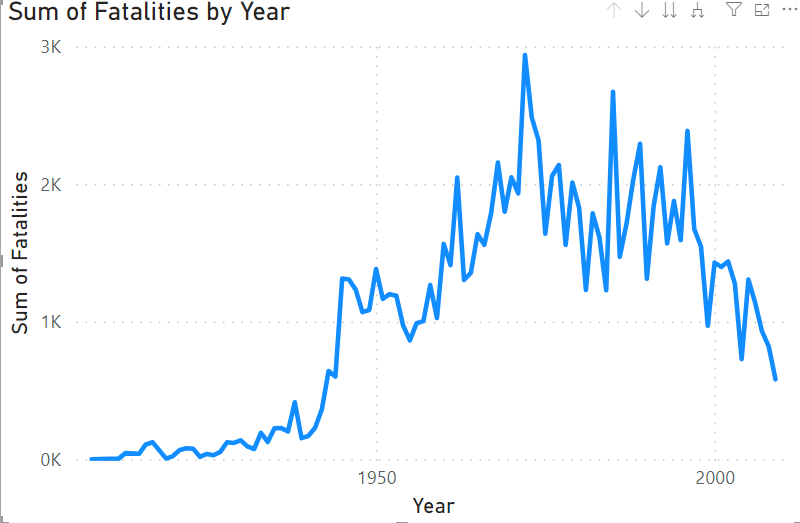 Sum of Fatalities by Year
3K
2K
1K
0K
Sum of Fatalities
1950
2000
Year